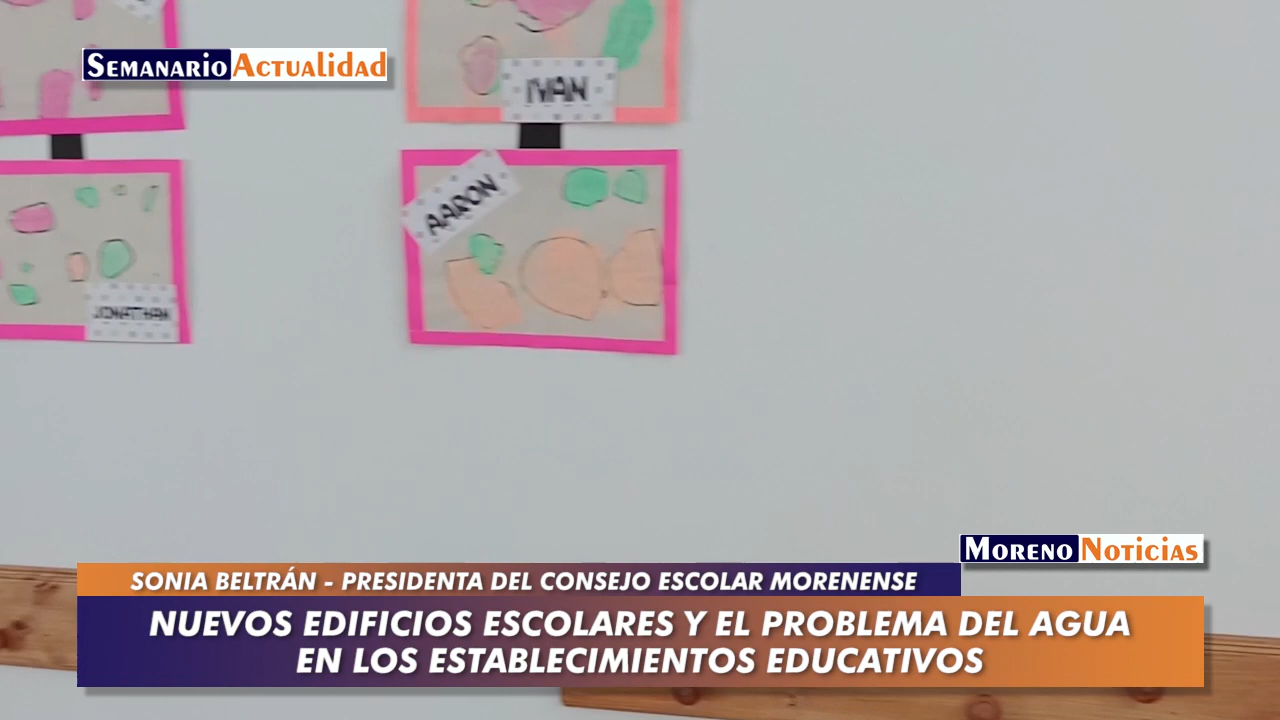 SEMANARIO ACTUALIDAD
IVAN
AARON
JONATHAN
MORENO NOTICIAS
SONIA BELTRÁN - PRESIDENTA DEL CONSEJO ESCOLAR MORENENSE
NUEVOS EDIFICIOS ESCOLARES Y EL PROBLEMA DEL AGUA
EN LOS ESTABLECIMIENTOS EDUCATIVOS